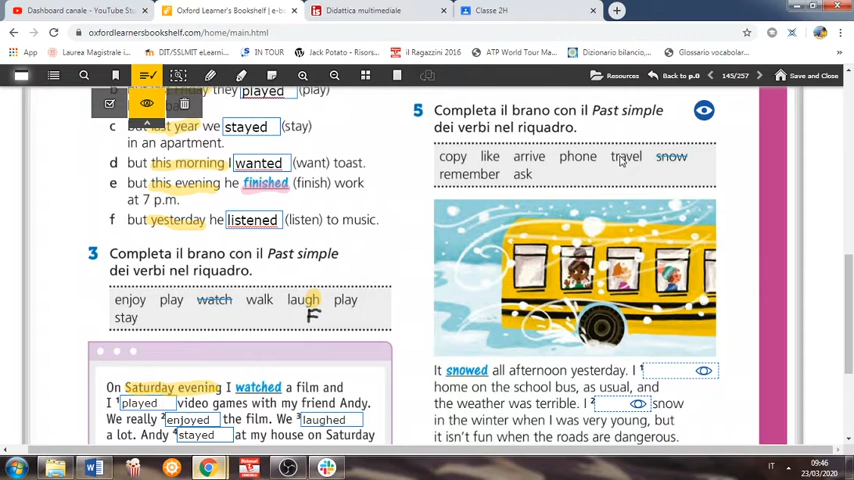 Dashboard canale - YouTube Stu
Oxford Learner's Bookshelf | e-bo
Didattica multimediale
Classe 2H
oxfordlearnersbookshelf.com/home/main.html
App
Laurea Magistrale i
DIT/SSLMIT eLearni...
IN TOUR
Jack Potato - Risors...
il Ragazzini 2016
ATP World Tour Ma...
Dizionario bilancio,...
Glossario vocabolar...
Resources
Back to p.0
145/257
Save and Close
they played (play)
c but last year we stayed (stay)
in an apartment.
d but this morning I wanted (want) toast.
e but this evening he finished (finish) work
at 7 p.m.
f but yesterday he listened (listen) to music.
3 Completa il brano con il Past simple
dei verbi nel riquadro.
enjoy play watch walk laugh play
F
stay
On Saturday evening I watched a film and
I 1 played video games with my friend Andy.
We really 2 enjoyed the film. We 3 laughed
a lot. Andy 4 stayed at my house on Saturday
5 Completa il brano con il Past simple
dei verbi nel riquadro.
copy like arrive phone travel snow
remember ask
It snowed all afternoon yesterday. I 1
home on the school bus, as usual, and
the weather was terrible. I 2 snow
in the winter when I was very young, but
it isn't fun when the roads are dangerous.
IT
09:46
23/03/2020